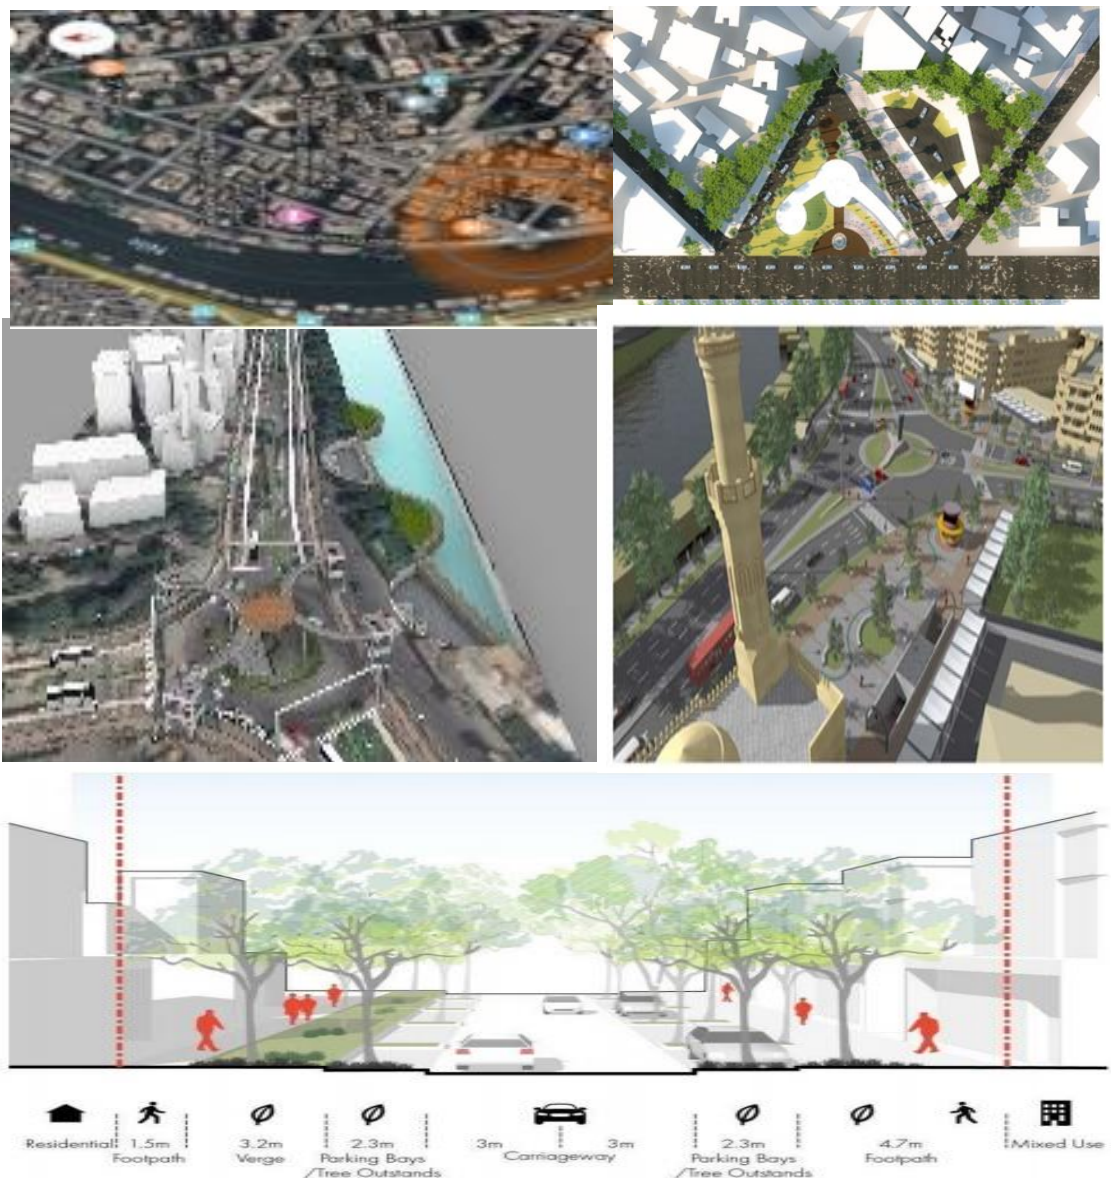 Residential
1.5m
Footpath
3.2m
Verge
2.3m
Parking Bays
/Tree Outstands
3m
3m
Carriageway
2.3m
Parking Bays
/Tree Outstands
4.7m
Footpath
Mixed Use